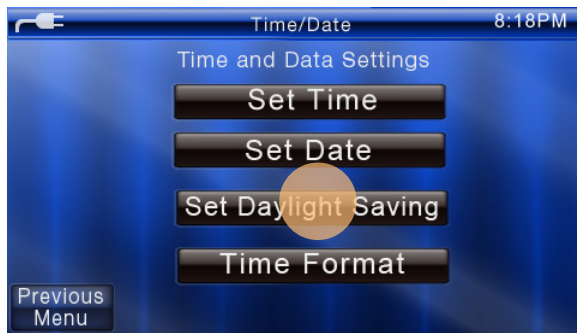 Time/Date 8:18PM
Time and Data Settings
Set Time
Set Date
Set Daylight Saving
Time Format
Previous
Menu